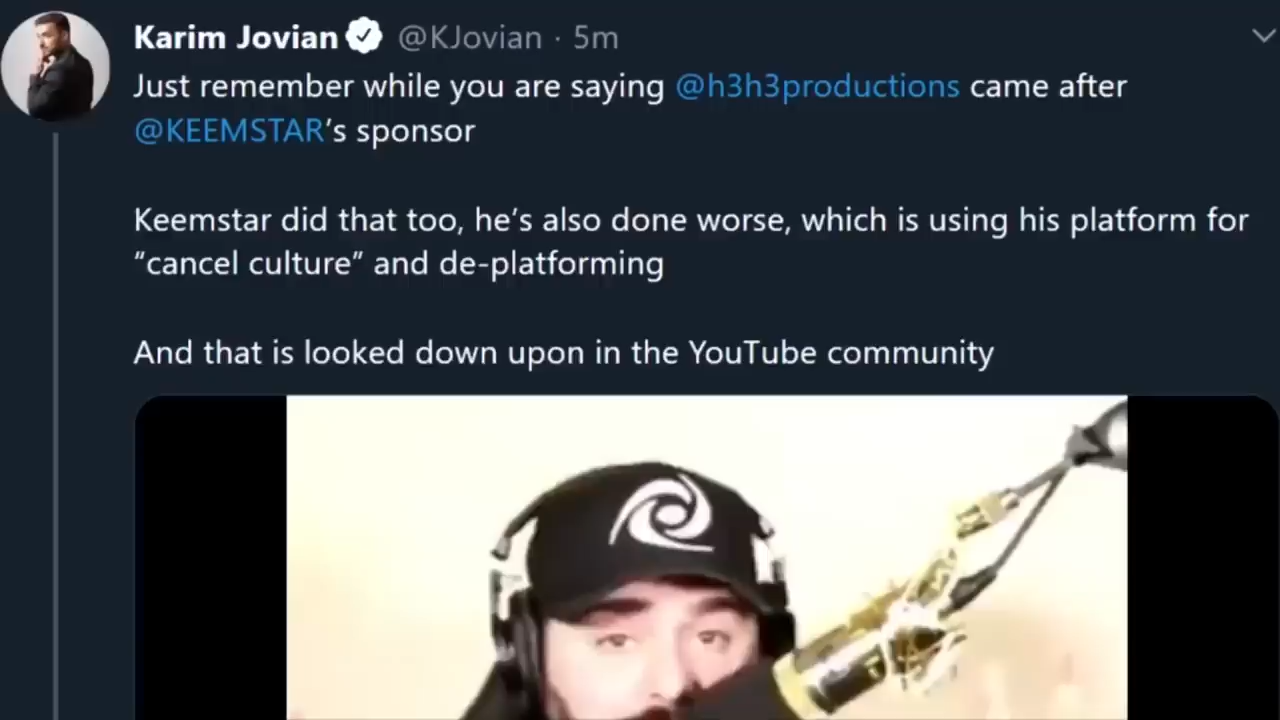 Karim Jovian @KJovian · 5m
Just remember while you are saying @h3h3productions came after
@KEEMSTAR’s sponsor
Keemstar did that too, he’s also done worse, which is using his platform for
“cancel culture” and de-platforming
And that is looked down upon in the YouTube community